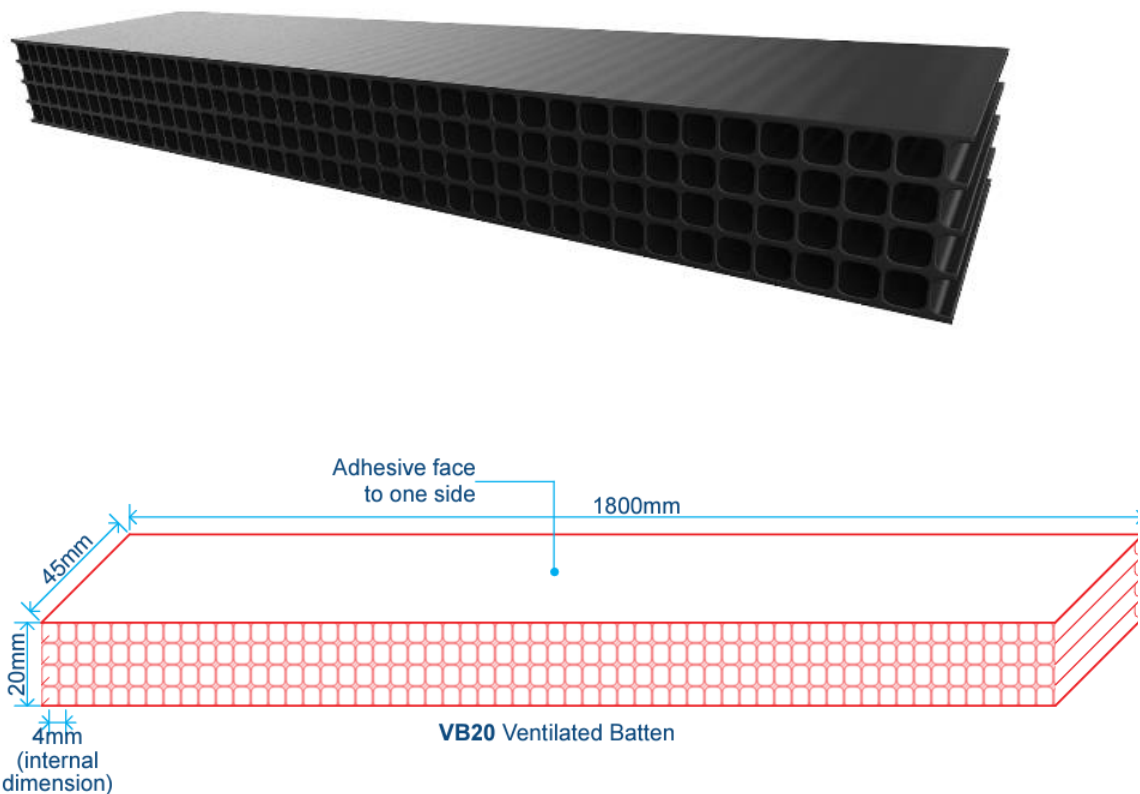 Adhesive face
to one side
1800mm
45mm
20mm
4mm
(internal
dimension)
VB20 Ventilated Batten